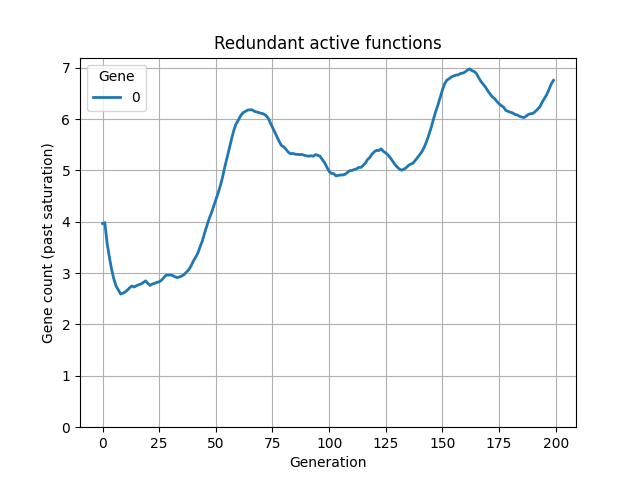 Redundant active functions
Gene
0
7
6
5
4
3
2
1
0
Gene count (past saturation)
0 25 50 75 100 125 150 175 200
Generation